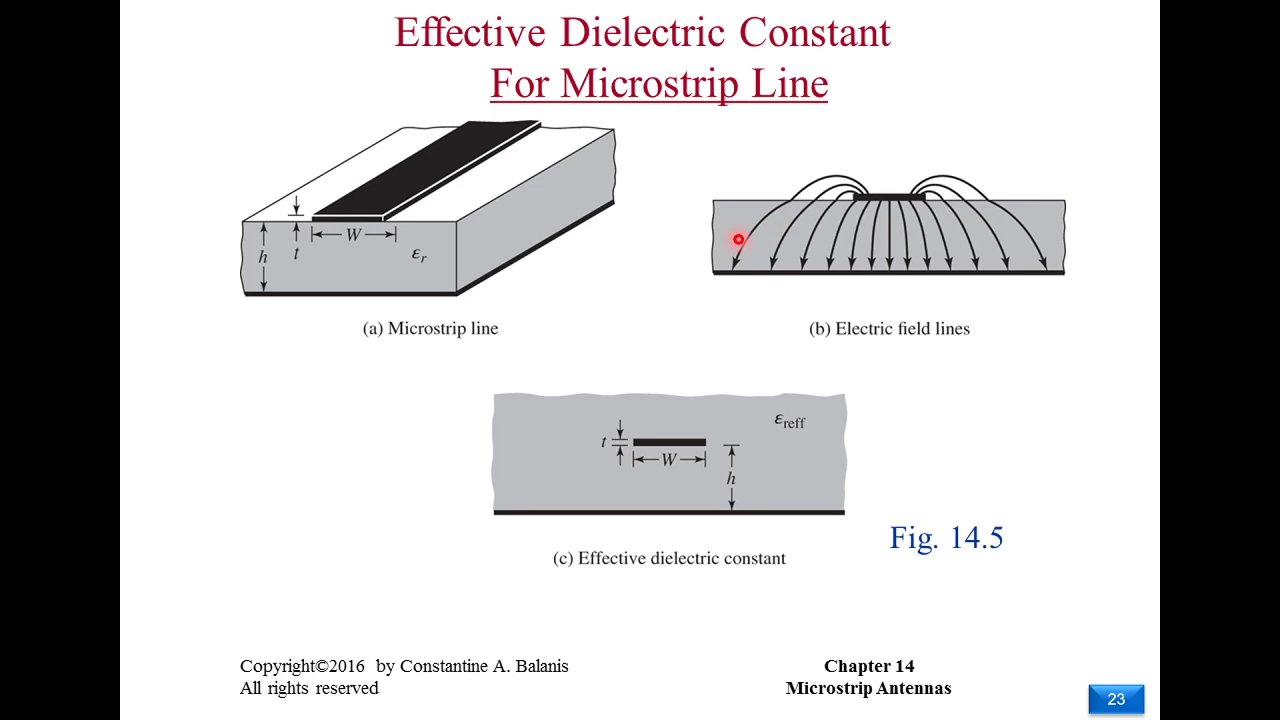 Effective Dielectric Constant
For Microstrip Line
h
t
W
εr
(a) Microstrip line
(b) Electric field lines
εreff
t
W
h
(c) Effective dielectric constant
Fig. 14.5
Copyright©2016 by Constantine A. Balanis
All rights reserved
Chapter 14
Microstrip Antennas
23